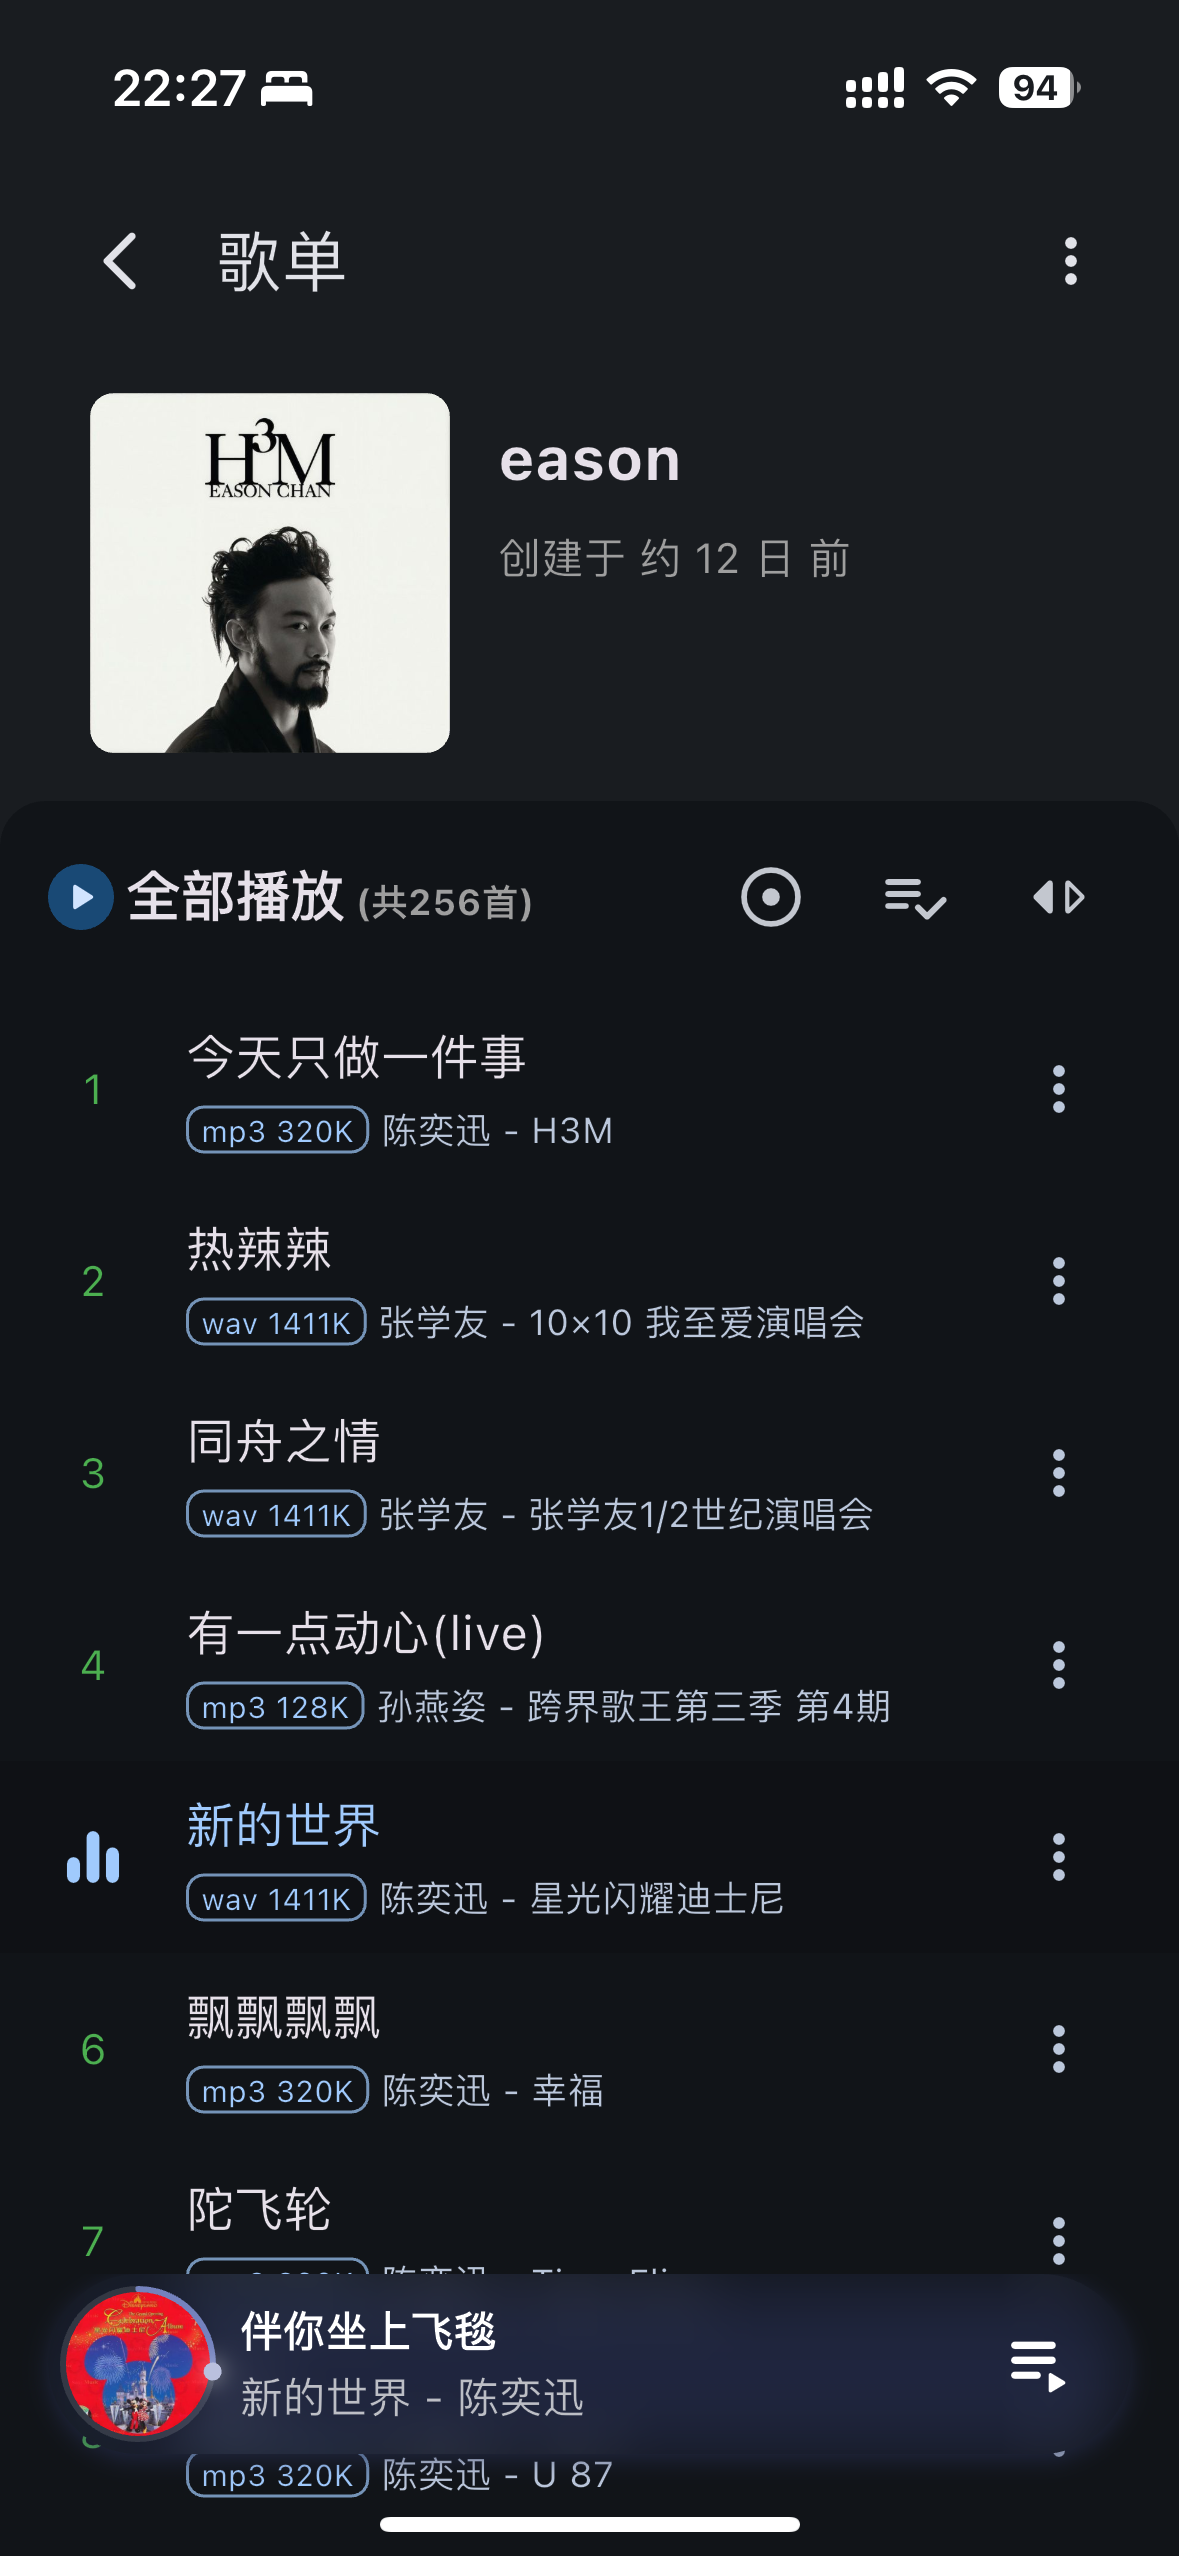 22:27
94
歌单
H³M
EASON CHAN
eason
创建于 约 12 日 前
全部播放 (共256首)
1
今天只做一件事
mp3 320K 陈奕迅 - H3M
2
热辣辣
wav 1411K 张学友 - 10×10 我至爱演唱会
3
同舟之情
wav 1411K 张学友 - 张学友1/2世纪演唱会
4
有一点动心(live)
mp3 128K 孙燕姿 - 跨界歌王第三季 第4期
新的世界
wav 1411K 陈奕迅 - 星光闪耀迪士尼
6
飘飘飘飘
mp3 320K 陈奕迅 - 幸福
7
陀飞轮
伴你坐上飞毯
新的世界 - 陈奕迅
mp3 320K 陈奕迅 - U 87